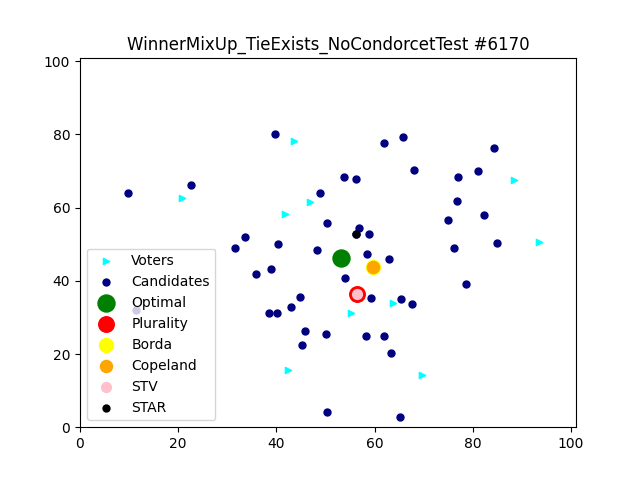 WinnerMixUp_TieExists_NoCondorcetTest #6170
100
80
60
40
20
0
Voters
Candidates
Optimal
Plurality
Borda
Copeland
STV
STAR
0 20 40 60 80 100